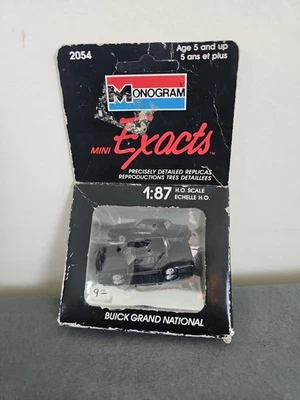 2054
Age 5 and up
5 ans et plus
MONOGRAM
MINI Exacts ™
PRECISELY DETAILED REPLICAS
REPRODUCTIONS TRES DETAILLEES
1:87 H.O. SCALE
ECHELLE H.O.
BUICK GRAND NATIONAL